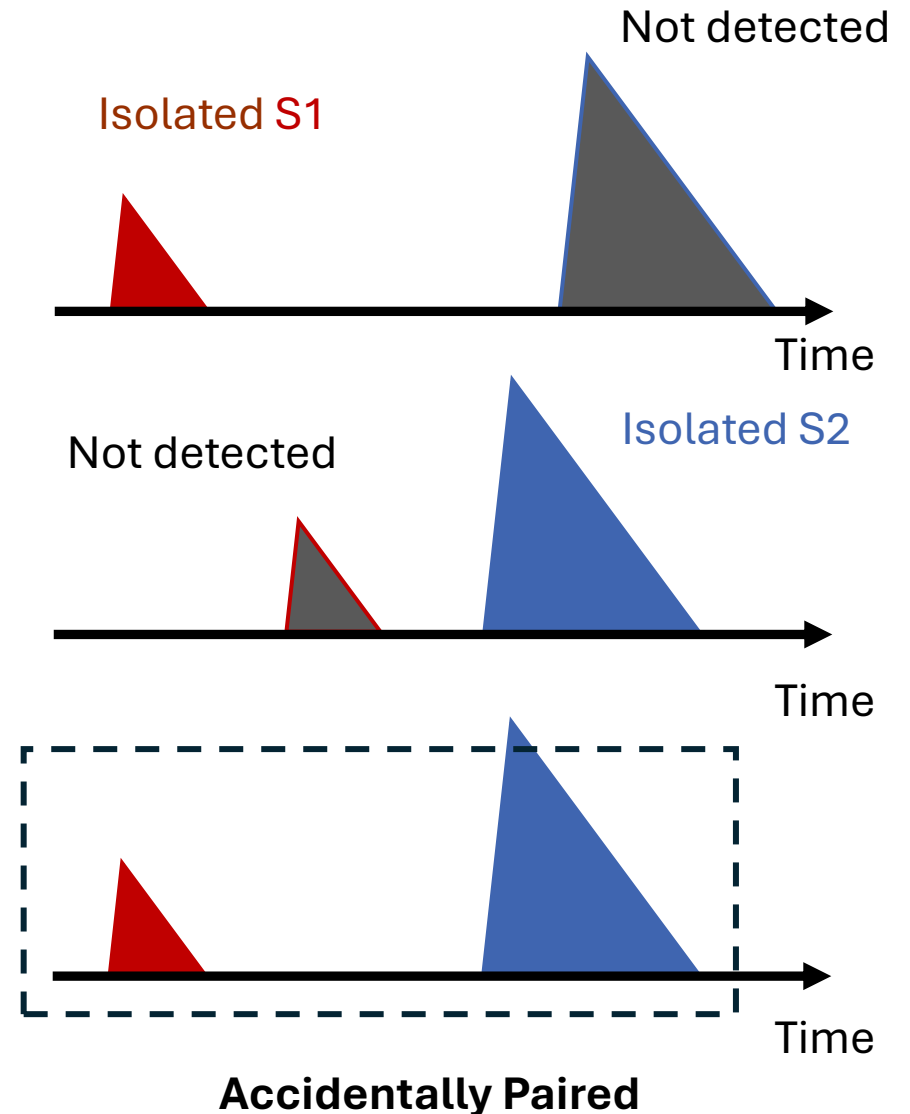 Not detected
Isolated S1
Time
Isolated S2
Not detected
Time
Time
Accidentally Paired